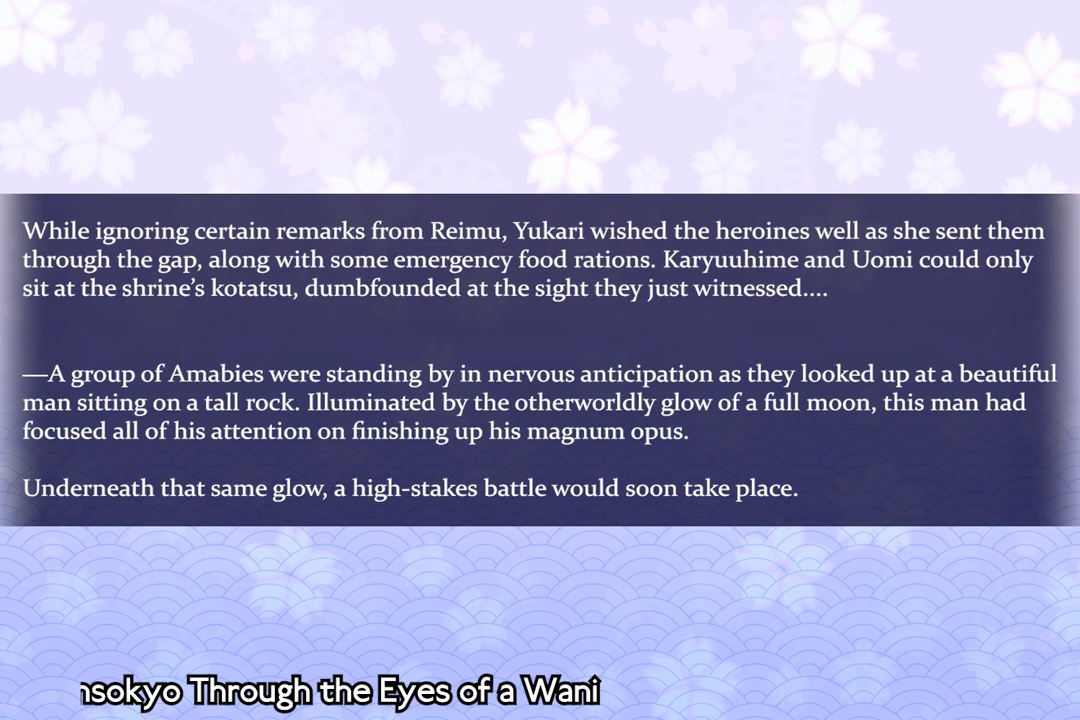 While ignoring certain remarks from Reimu, Yukari wished the heroines well as she sent them
through the gap, along with some emergency food rations. Karyuuhime and Uomi could only
sit at the shrine’s kotatsu, dumbfounded at the sight they just witnessed....
—A group of Amabies were standing by in nervous anticipation as they looked up at a beautiful
man sitting on a tall rock. Illuminated by the otherworldly glow of a full moon, this man had
focused all of his attention on finishing up his magnum opus.
Underneath that same glow, a high-stakes battle would soon take place.
nsokyo Through the Eyes of a Wani